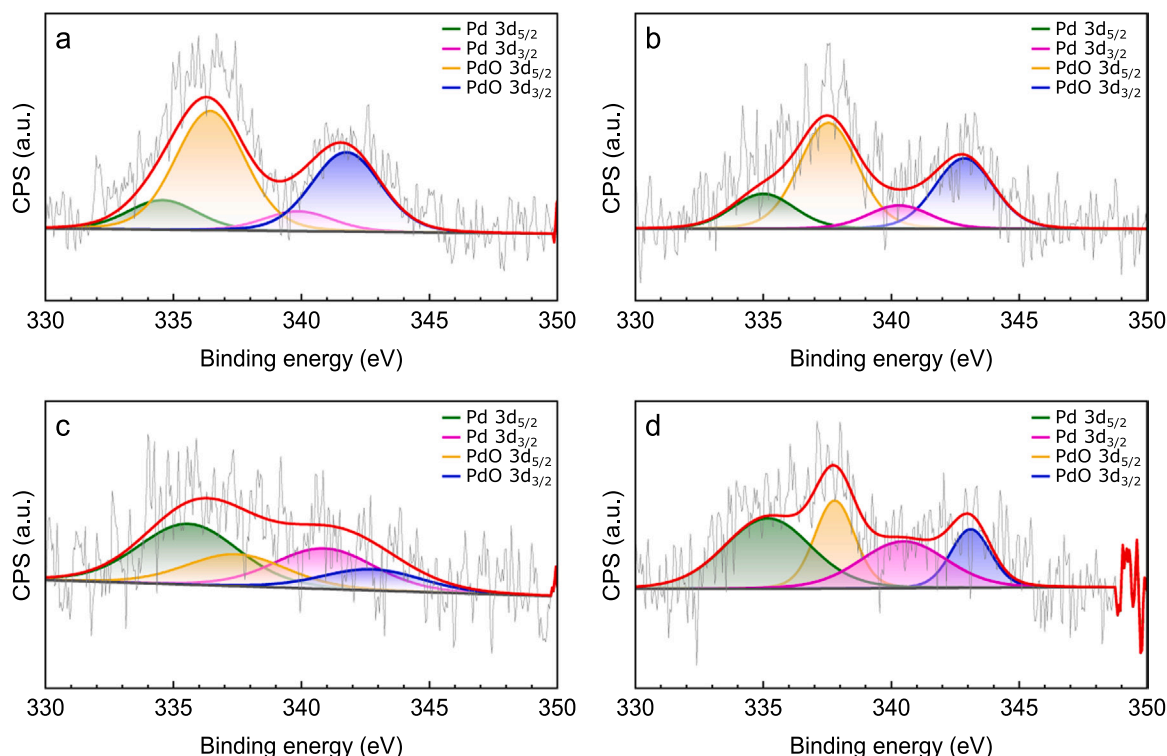 a
Pd 3d5/2
Pd 3d3/2
PdO 3d5/2
PdO 3d3/2
CPS (a.u.)
330 335 340 345 350
Binding energy (eV)
b
Pd 3d5/2
Pd 3d3/2
PdO 3d5/2
PdO 3d3/2
CPS (a.u.)
330 335 340 345 350
Binding energy (eV)
c
Pd 3d5/2
Pd 3d3/2
PdO 3d5/2
PdO 3d3/2
CPS (a.u.)
330 335 340 345 350
Binding energy (eV)
d
Pd 3d5/2
Pd 3d3/2
PdO 3d5/2
PdO 3d3/2
CPS (a.u.)
330 335 340 345 350
Binding energy (eV)